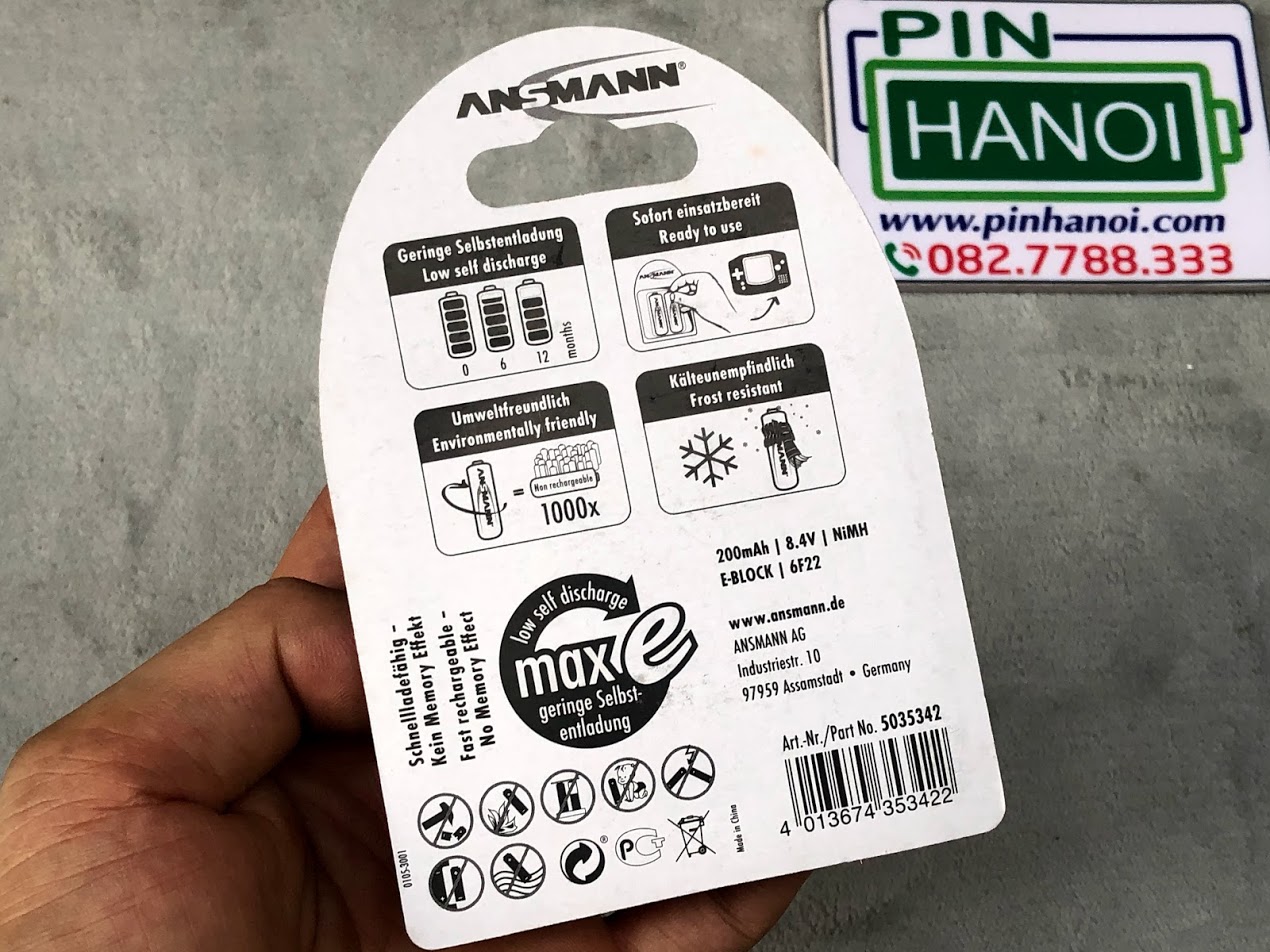 ANSMANN®
Geringe Selbstentladung
Low self discharge
0 6 12 months
Sofort einsatzbereit
Ready to use
ANSMANN
Umweltfreundlich
Environmentally friendly
ANSMANN
=
Non rechargeable
1000x
Kälteunempfindlich
Frost resistant
200mAh | 8.4V | NiMH
E-BLOCK | 6F22
www.ansmann.de
ANSMANN AG
Industriestr. 10
97959 Assamstadt • Germany
Schnellladefähig -
Kein Memory Effekt
Fast rechargeable -
No Memory Effect
low self discharge
max e
geringe Selbst-
entladung
Art.-Nr./Part No. 5035342
4 013674 353422
Made in China
0105-3001
PIN
HANOI
www.pinhanoi.com
082.7788.333